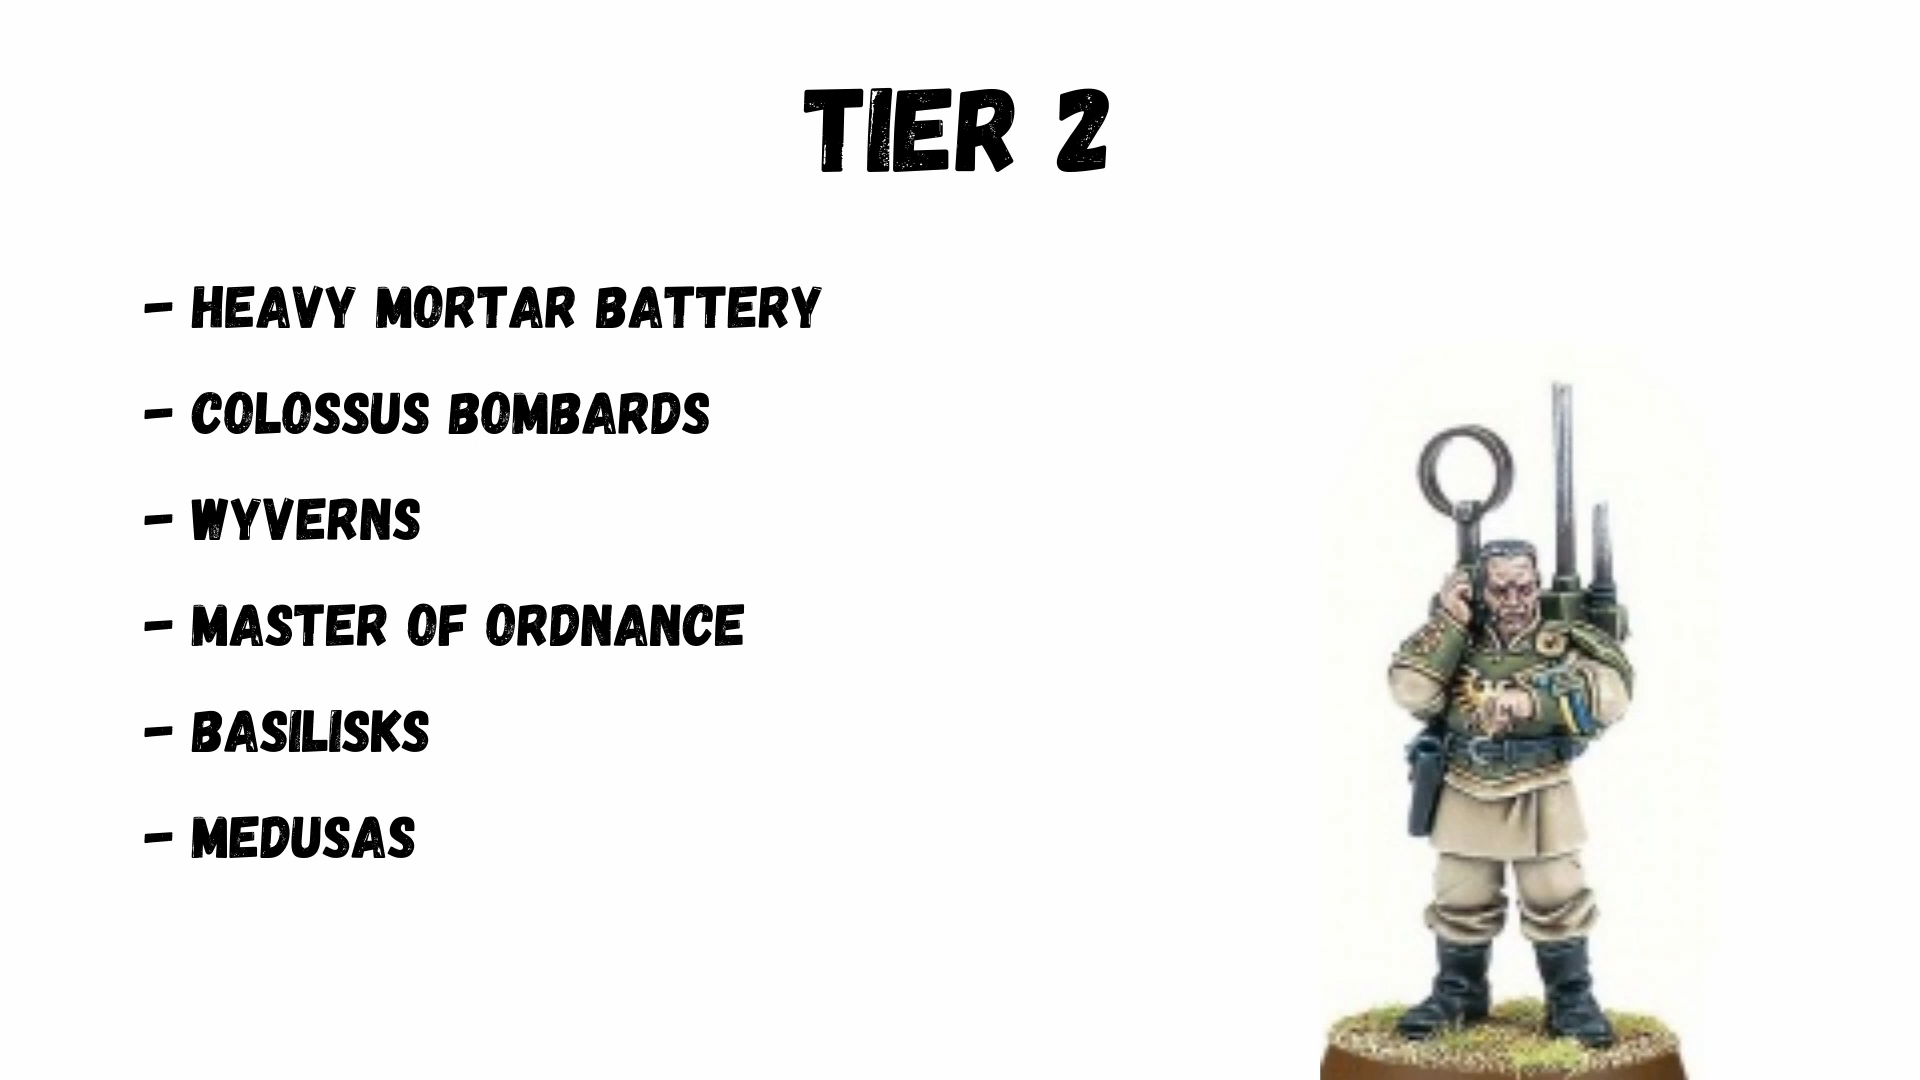 TIER 2
- HEAVY MORTAR BATTERY
- COLOSSUS BOMBARDS
- WYVERNS
- MASTER OF ORDNANCE
- BASILISKS
- MEDUSAS